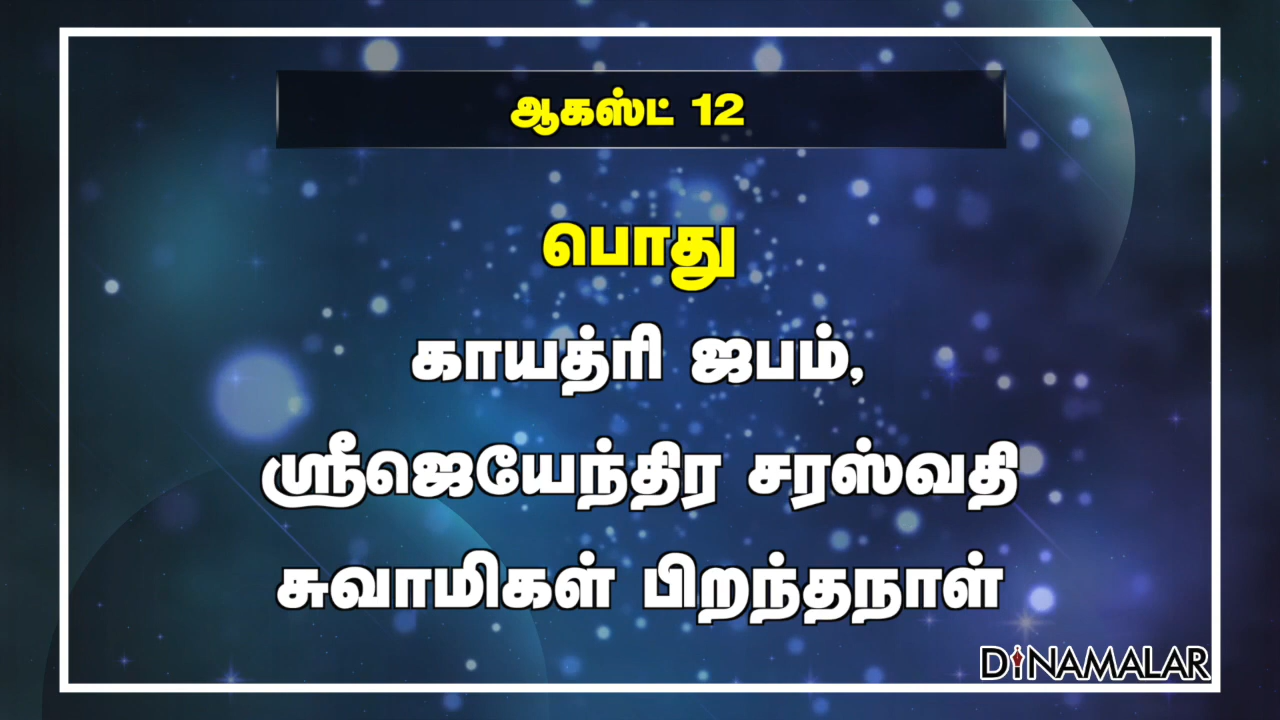 ஆகஸ்ட் 12
பொது
காயத்ரி ஜபம்,
ஸ்ரீஜெயேந்திர சரஸ்வதி
சுவாமிகள் பிறந்தநாள்
DINAMALAR